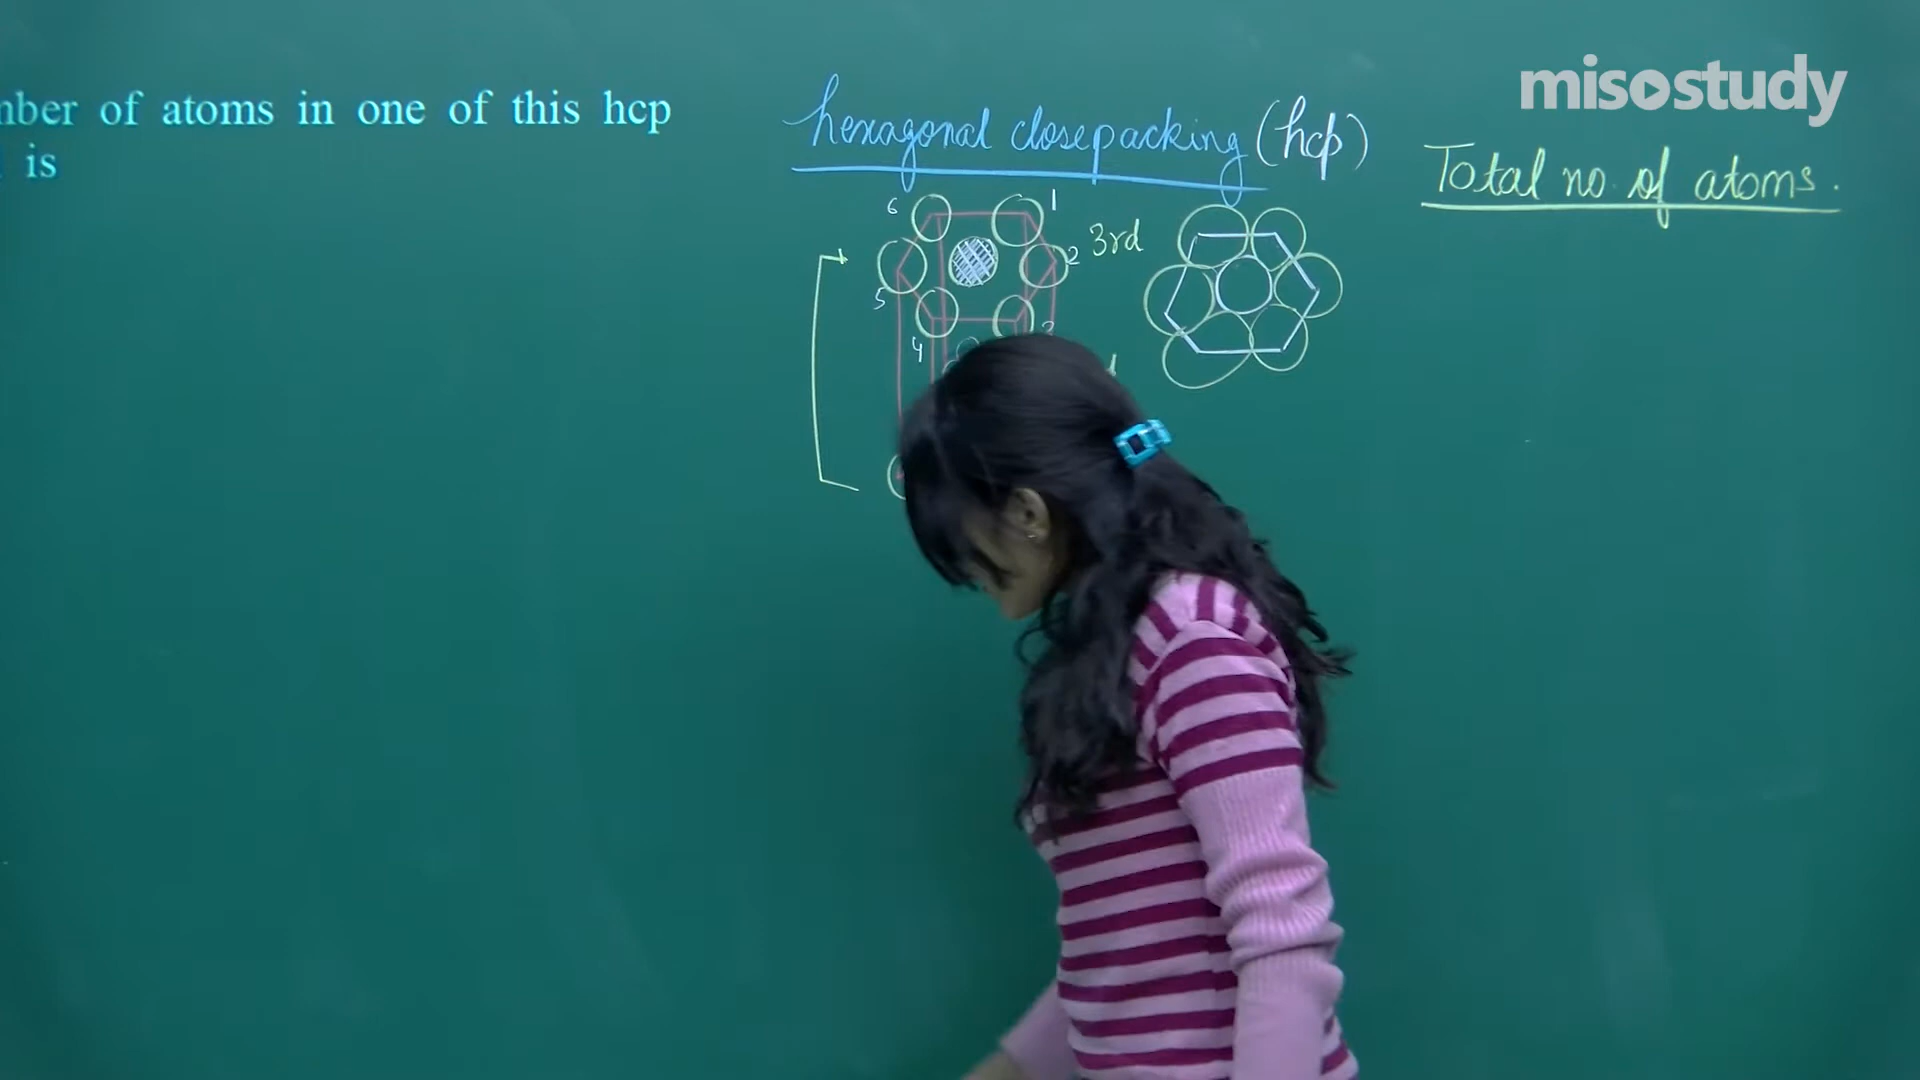 misostudy
of atoms in one of this hcp
is
hexagonal closepacking (hcp)
Total no. of atoms.
6
1
2
3rd
5
4